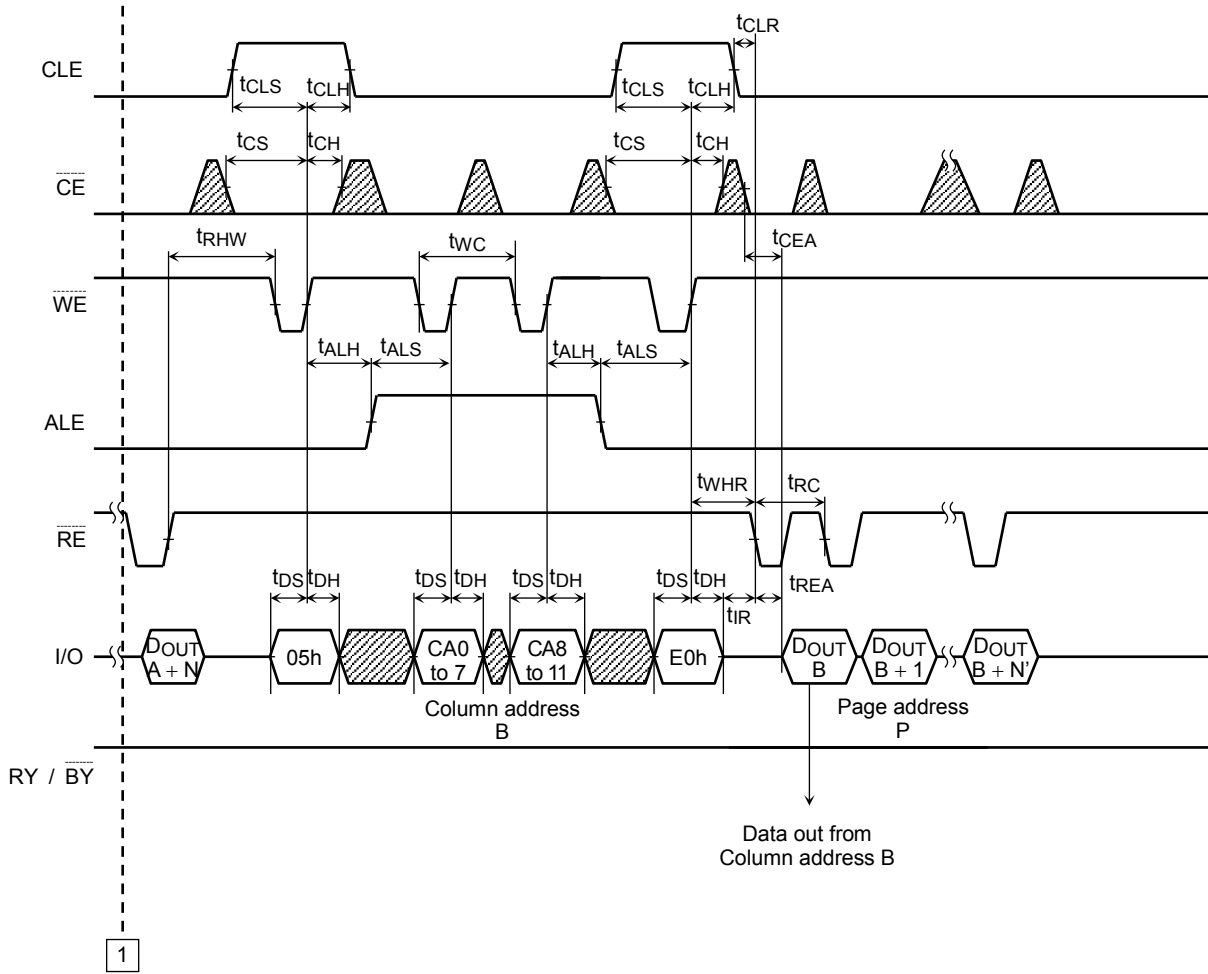 tCLR
CLE
tCLS tCLH tCLS tCLH
tCS tCH tCS tCH
CE
tCEA
tRHW tWC
WE
tALH tALS tALH tALS
ALE
tWHR tRC
RE
tDS tDH tDS tDH tDS tDH tDS tDH tREA
tIR
I/O
DOUT A + N
05h
CA0 to 7
CA8 to 11
E0h
DOUT B
DOUT B + 1
DOUT B + N’
Column address
B
Page address
P
RY / BY
Data out from
Column address B
1